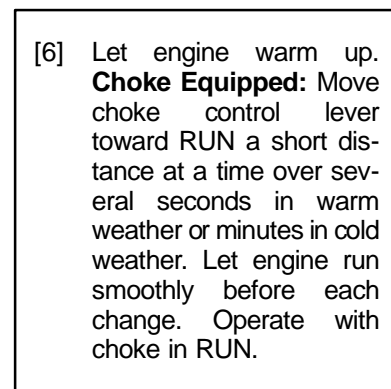 [6] Let engine warm up.
Choke Equipped: Move
choke control lever
toward RUN a short dis-
tance at a time over sev-
eral seconds in warm
weather or minutes in cold
weather. Let engine run
smoothly before each
change. Operate with
choke in RUN.